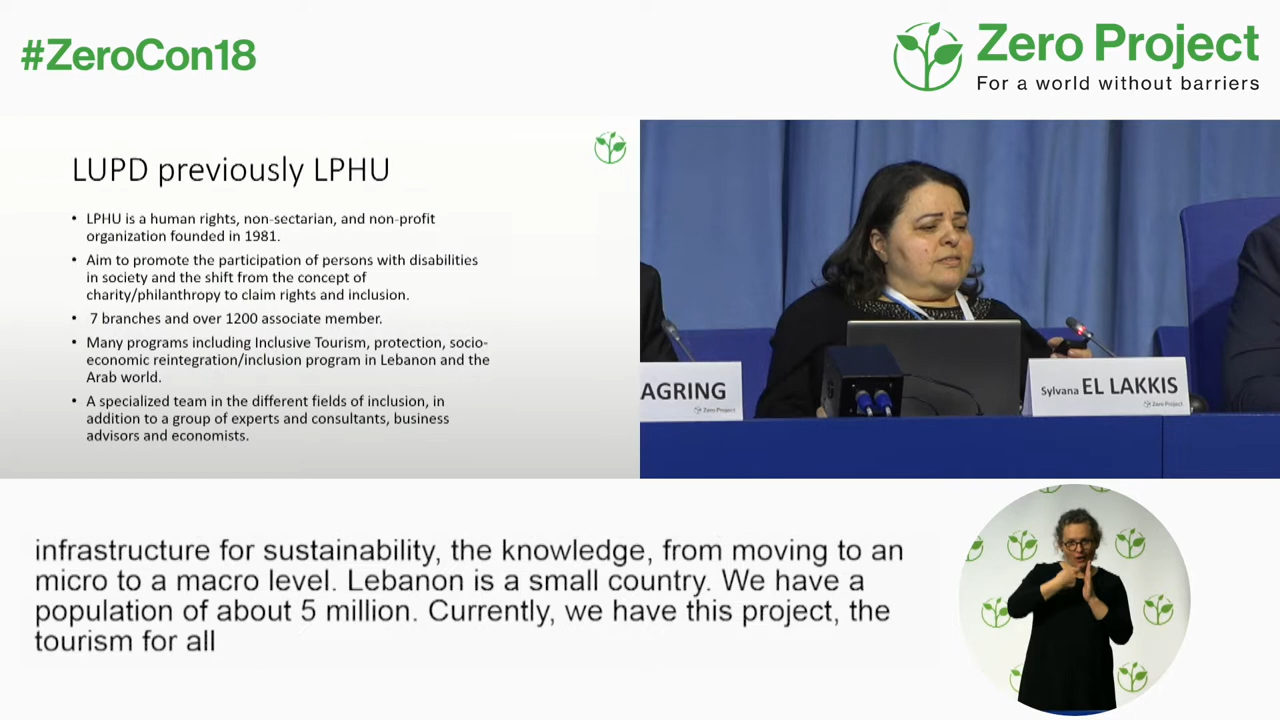 #ZeroCon18
Zero Project
For a world without barriers
LUPD previously LPHU
• LPHU is a human rights, non-sectarian, and non-profit
organization founded in 1981.
• Aim to promote the participation of persons with disabilities
in society and the shift from the concept of
charity/philanthropy to claim rights and inclusion.
• 7 branches and over 1200 associate member.
• Many programs including Inclusive Tourism, protection, socio-
economic reintegration/inclusion program in Lebanon and the
Arab world.
• A specialized team in the different fields of inclusion, in
addition to a group of experts and consultants, business
advisors and economists.
AGRING
Zero Project
Sylvana EL LAKKIS
Zero Project
infrastructure for sustainability, the knowledge, from moving to an
micro to a macro level. Lebanon is a small country. We have a
population of about 5 million. Currently, we have this project, the
tourism for all